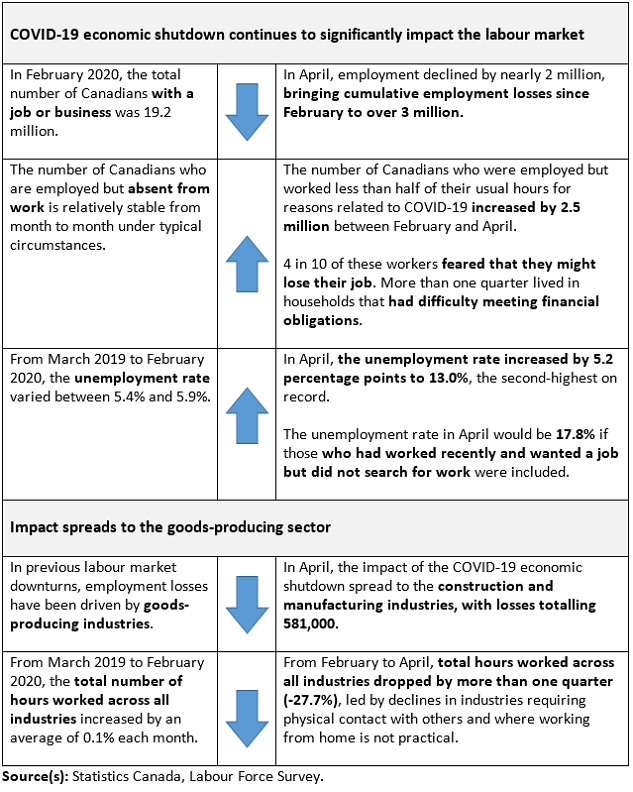 COVID-19 economic shutdown continues to significantly impact the labour market
In February 2020, the total
number of Canadians with a
job or business was 19.2
million.
In April, employment declined by nearly 2 million,
bringing cumulative employment losses since
February to over 3 million.
The number of Canadians who
are employed but absent from
work is relatively stable from
month to month under typical
circumstances.
The number of Canadians who were employed but
worked less than half of their usual hours for
reasons related to COVID-19 increased by 2.5
million between February and April.
4 in 10 of these workers feared that they might
lose their job. More than one quarter lived in
households that had difficulty meeting financial
obligations.
From March 2019 to February
2020, the unemployment rate
varied between 5.4% and 5.9%.
In April, the unemployment rate increased by 5.2
percentage points to 13.0%, the second-highest on
record.
The unemployment rate in April would be 17.8% if
those who had worked recently and wanted a job
but did not search for work were included.
Impact spreads to the goods-producing sector
In previous labour market
downturns, employment losses
have been driven by goods-
producing industries.
In April, the impact of the COVID-19 economic
shutdown spread to the construction and
manufacturing industries, with losses totalling
581,000.
From March 2019 to February
2020, the total number of
hours worked across all
industries increased by an
average of 0.1% each month.
From February to April, total hours worked across
all industries dropped by more than one quarter
(-27.7%), led by declines in industries requiring
physical contact with others and where working
from home is not practical.
Source(s): Statistics Canada, Labour Force Survey.